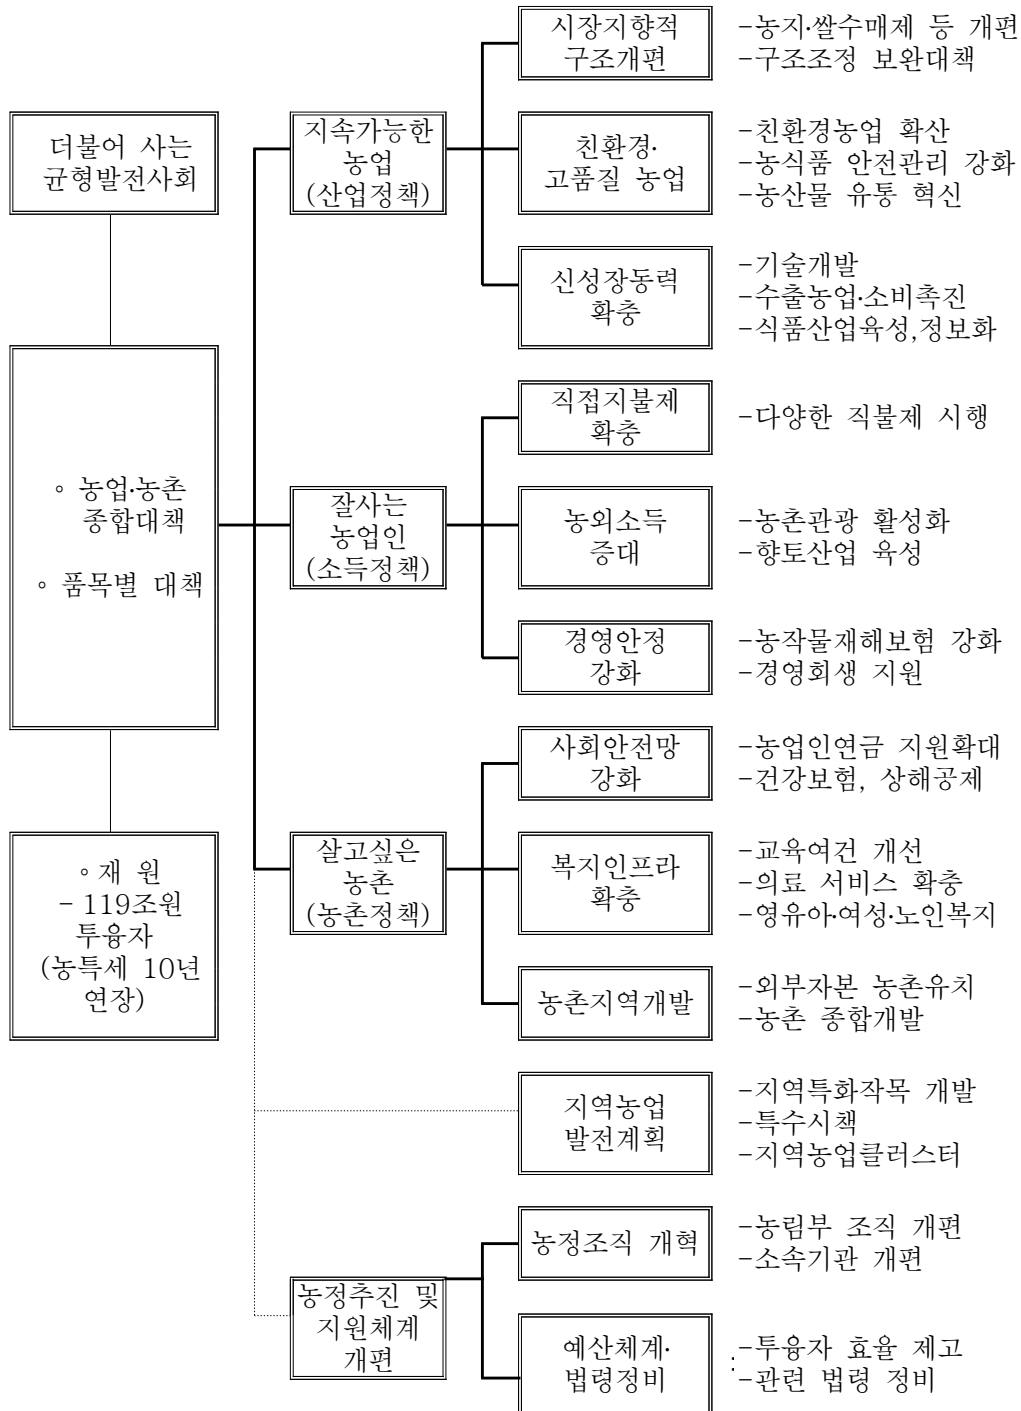 더불어 사는
균형발전사회
◦ 농업·농촌
종합대책
◦ 품목별 대책
◦ 재 원
- 119조원
투융자
(농특세 10년
연장)
지속가능한
농업
(산업정책)
시장지향적
구조개편
-농지·쌀수매제 등 개편
-구조조정 보완대책
친환경·
고품질 농업
-친환경농업 확산
-농식품 안전관리 강화
-농산물 유통 혁신
신성장동력
확충
-기술개발
-수출농업·소비촉진
-식품산업육성,정보화
잘사는
농업인
(소득정책)
직접지불제
확충
-다양한 직불제 시행
농외소득
증대
-농촌관광 활성화
-향토산업 육성
경영안정
강화
-농작물재해보험 강화
-경영회생 지원
살고싶은
농촌
(농촌정책)
사회안전망
강화
-농업인연금 지원확대
-건강보험, 상해공제
복지인프라
확충
-교육여건 개선
-의료 서비스 확충
-영유아·여성·노인복지
농촌지역개발
-외부자본 농촌유치
-농촌 종합개발
지역농업
발전계획
-지역특화작목 개발
-특수시책
-지역농업클러스터
농정추진 및
지원체계
개편
농정조직 개혁
-농림부 조직 개편
-소속기관 개편
예산체계·
법령정비
:
-투융자 효율 제고
-관련 법령 정비